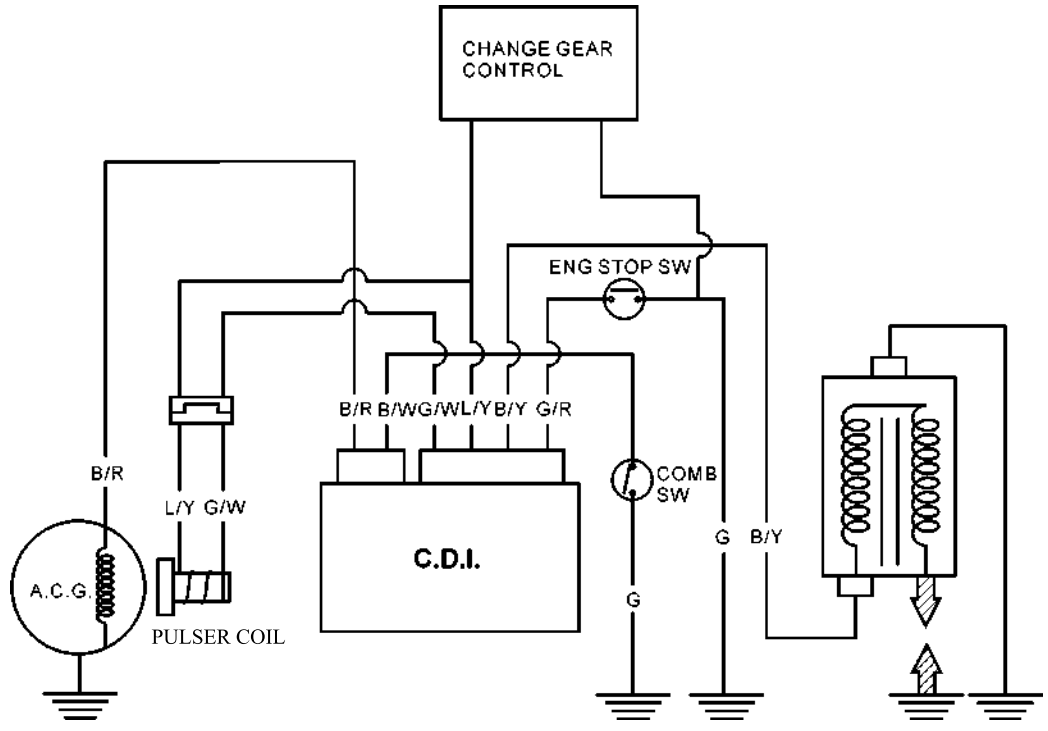 CHANGE GEAR
CONTROL
ENG STOP SW
B/R B/W G/W L/Y B/Y G/R
B/R
COMB
SW
L/Y G/W
G B/Y
C.D.I.
A.C.G.
G
PULSER COIL